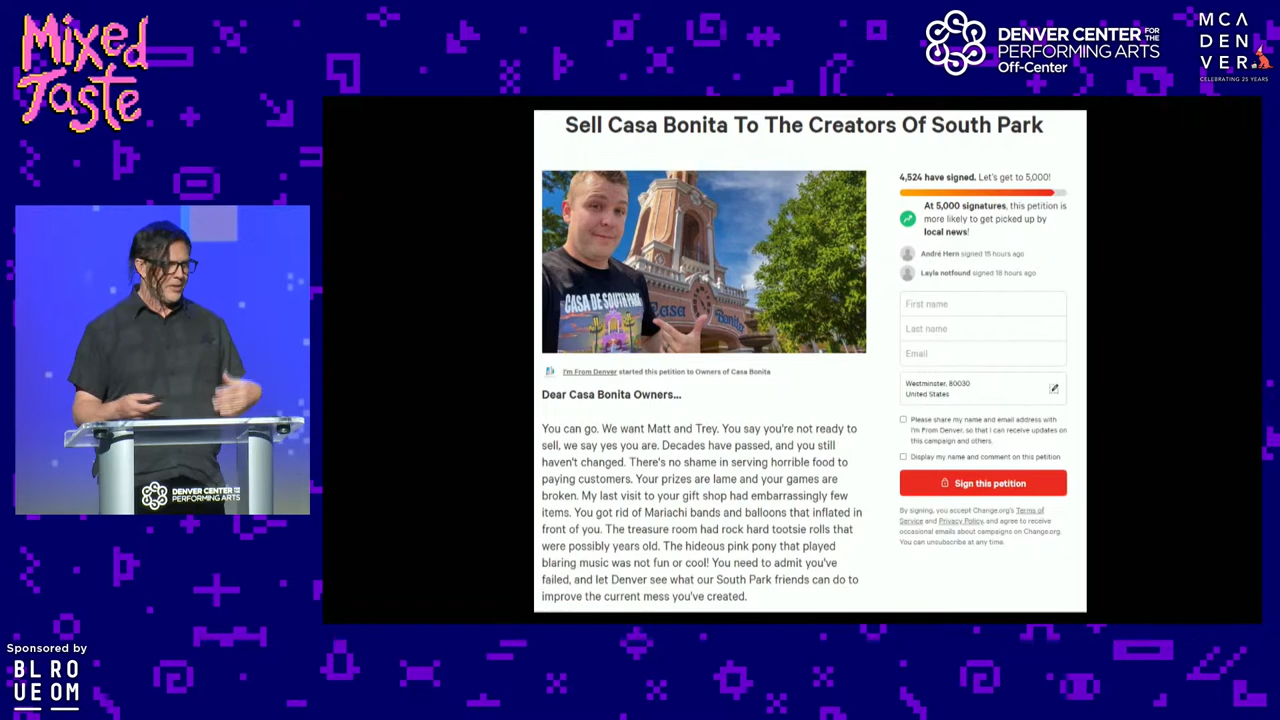 Mixed
Taste
DENVER CENTER FOR THE
PERFORMING ARTS
Off-Center
MCA
DEN
VER
CELEBRATING 25 YEARS
Sell Casa Bonita To The Creators Of South Park
CASA DE SOUTH PARK
Casa Bonita
4,524 have signed. Let's get to 5,000!
At 5,000 signatures, this petition is
more likely to get picked up by
local news!
André Hern signed 15 hours ago
Layla notfound signed 18 hours ago
First name
Last name
Email
Westminster, 80030
United States
Please share my name and email address with
I'm From Denver, so that I can receive updates on
this campaign and others.
Display my name and comment on this petition
Sign this petition
By signing, you accept Change.org's Terms of
Service and Privacy Policy, and agree to receive
occasional emails about campaigns on Change.org.
You can unsubscribe at any time.
I'm From Denver started this petition to Owners of Casa Bonita
Dear Casa Bonita Owners...
You can go. We want Matt and Trey. You say you're not ready to
sell, we say yes you are. Decades have passed, and you still
haven't changed. There's no shame in serving horrible food to
paying customers. Your prizes are lame and your games are
broken. My last visit to your gift shop had embarrassingly few
items. You got rid of Mariachi bands and balloons that inflated in
front of you. The treasure room had rock hard tootsie rolls that
were possibly years old. The hideous pink pony that played
blaring music was not fun or cool! You need to admit you've
failed, and let Denver see what our South Park friends can do to
improve the current mess you've created.
DENVER CENTER FOR THE
PERFORMING ARTS
Sponsored by
BL RO
UE OM